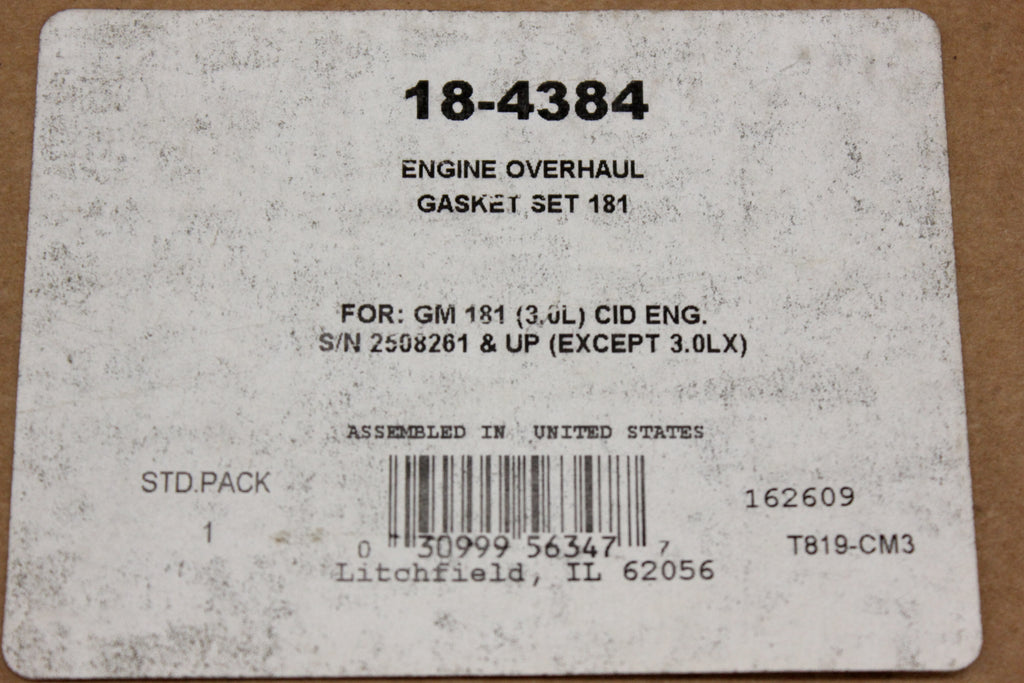 18-4384
ENGINE OVERHAUL
GASKET SET 181
FOR: GM 181 (3.0L) CID ENG.
S/N 2508261 & UP (EXCEPT 3.0LX)
ASSEMBLED IN UNITED STATES
STD.PACK
1
162609
T819-CM3
0 30999 56347 7
Litchfield, IL 62056